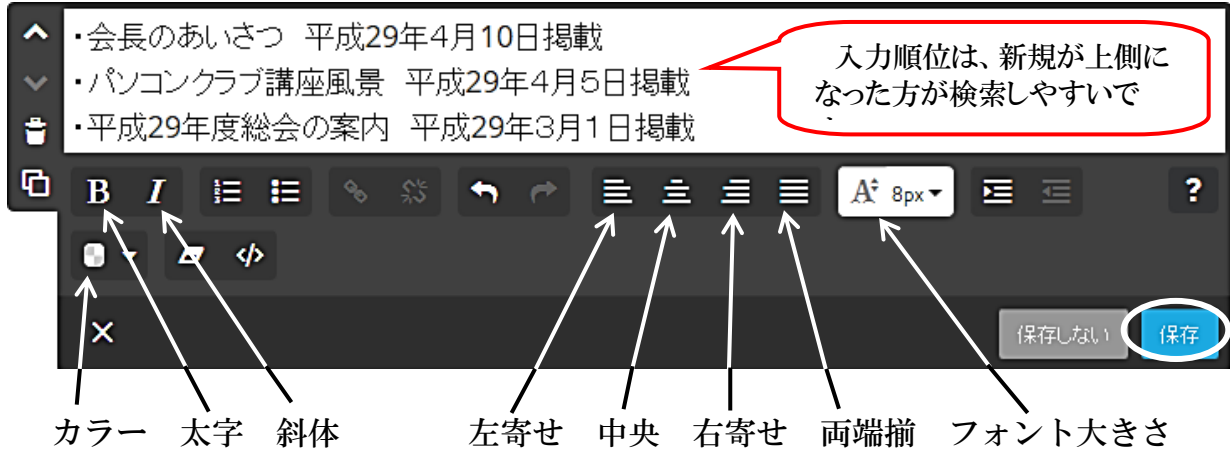 ・会長のあいさつ 平成29年4月10日掲載
・パソコンクラブ講座風景 平成29年4月5日掲載
・平成29年度総会の案内 平成29年3月1日掲載
入力順位は、新規が上側に
なった方が検索しやすいで
B I A 8px ?
</>
保存しない 保存
カラー 太字 斜体 左寄せ 中央 右寄せ 両端揃 フォント大きさ